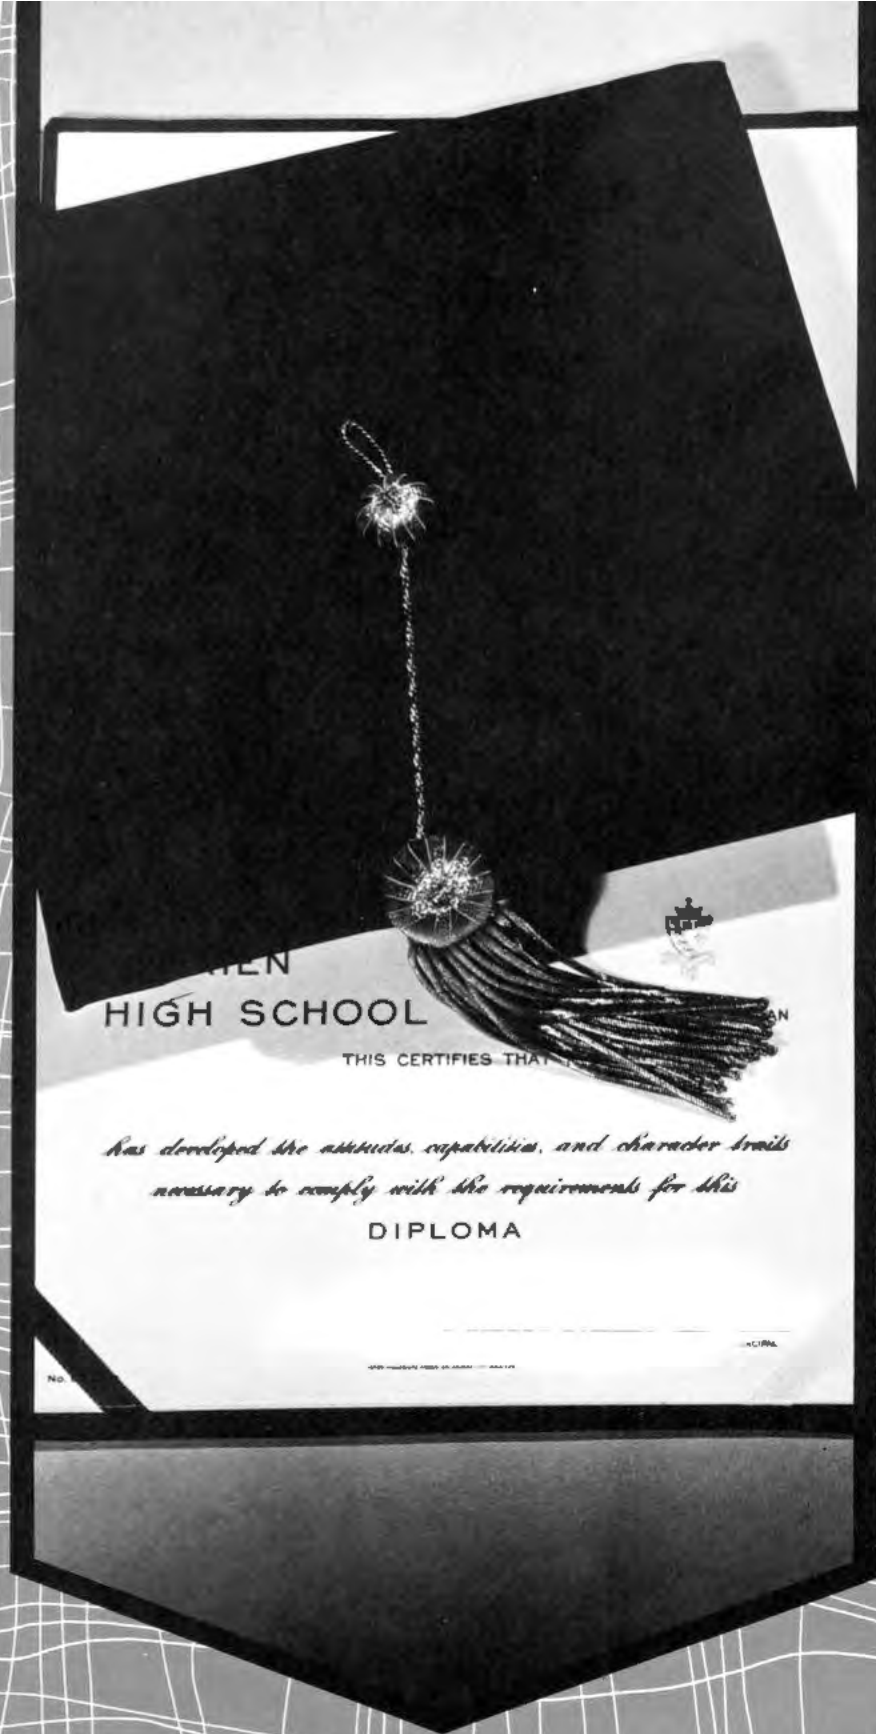 HIGH SCHOOL
THIS CERTIFIES THAT
has developed the attitudes, capabilities, and character traits
necessary to comply with the requirements for this
DIPLOMA
No.